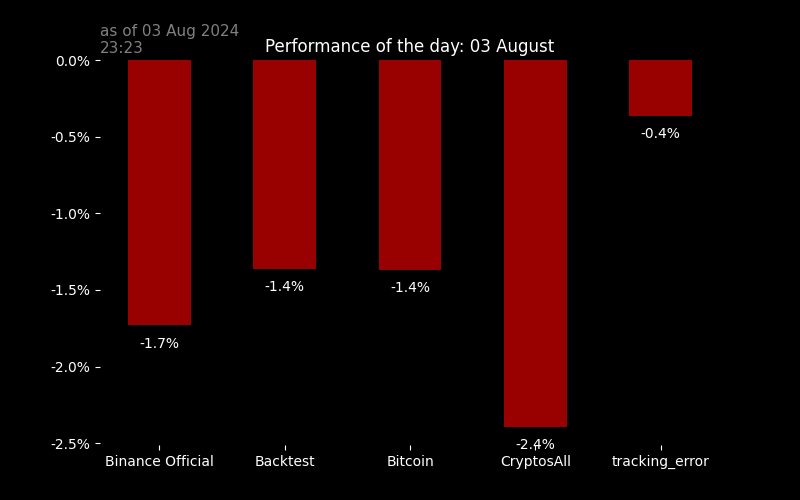 as of 03 Aug 2024
23:23
Performance of the day: 03 August
0.0%
-0.5%
-1.0%
-1.5%
-2.0%
-2.5%
-1.7%
-1.4%
-1.4%
-2.4%
-0.4%
Binance Official
Backtest
Bitcoin
CryptosAll
tracking_error